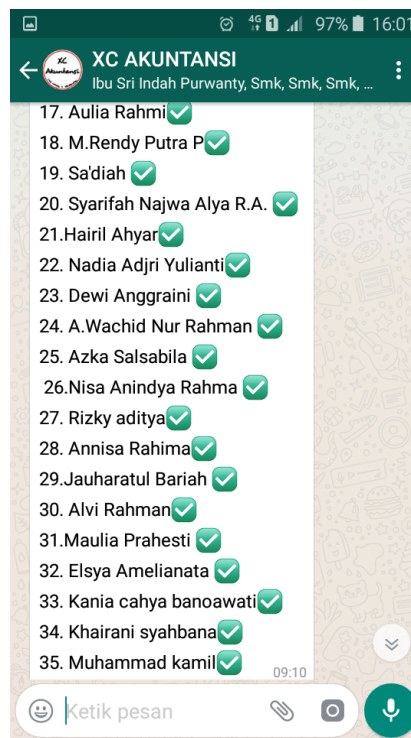 4G 1 97% 16:01
XC
Akuntansi
XC AKUNTANSI
Ibu Sri Indah Purwanty, Smk, Smk, Smk, ...
17. Aulia Rahmi✅
18. M.Rendy Putra P✅
19. Sa'diah ✅
20. Syarifah Najwa Alya R.A. ✅
21.Hairil Ahyar✅
22. Nadia Adjri Yulianti✅
23. Dewi Anggraini ✅
24. A.Wachid Nur Rahman ✅
25. Azka Salsabila ✅
26.Nisa Anindya Rahma ✅
27. Rizky aditya✅
28. Annisa Rahima✅
29.Jauharatul Bariah ✅
30. Alvi Rahman✅
31.Maulia Prahesti ✅
32. Elsya Amelianata ✅
33. Kania cahya banoawati✅
34. Khairani syahbana✅
35. Muhammad kamil✅
09:10
Ketik pesan